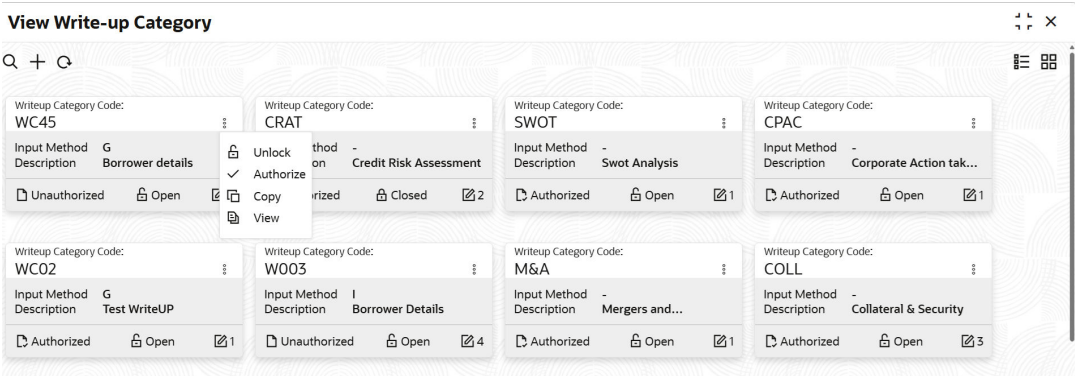 View Write-up Category
Writeup Category Code:
WC45
Input Method G
Description Borrower details
Unauthorized Open
Unlock
Authorize
Copy
View
Writeup Category Code:
CRAT
-
Credit Risk Assessment
Closed 2
Writeup Category Code:
SWOT
Input Method -
Description Swot Analysis
Authorized Open 1
Writeup Category Code:
CPAC
Input Method -
Description Corporate Action tak...
Authorized Open 1
Writeup Category Code:
WC02
Input Method G
Description Test WriteUP
Authorized Open 1
Writeup Category Code:
W003
Input Method I
Description Borrower Details
Unauthorized Open 4
Writeup Category Code:
M&A
Input Method -
Description Mergers and...
Authorized Open 1
Writeup Category Code:
COLL
Input Method -
Description Collateral & Security
Authorized Open 3